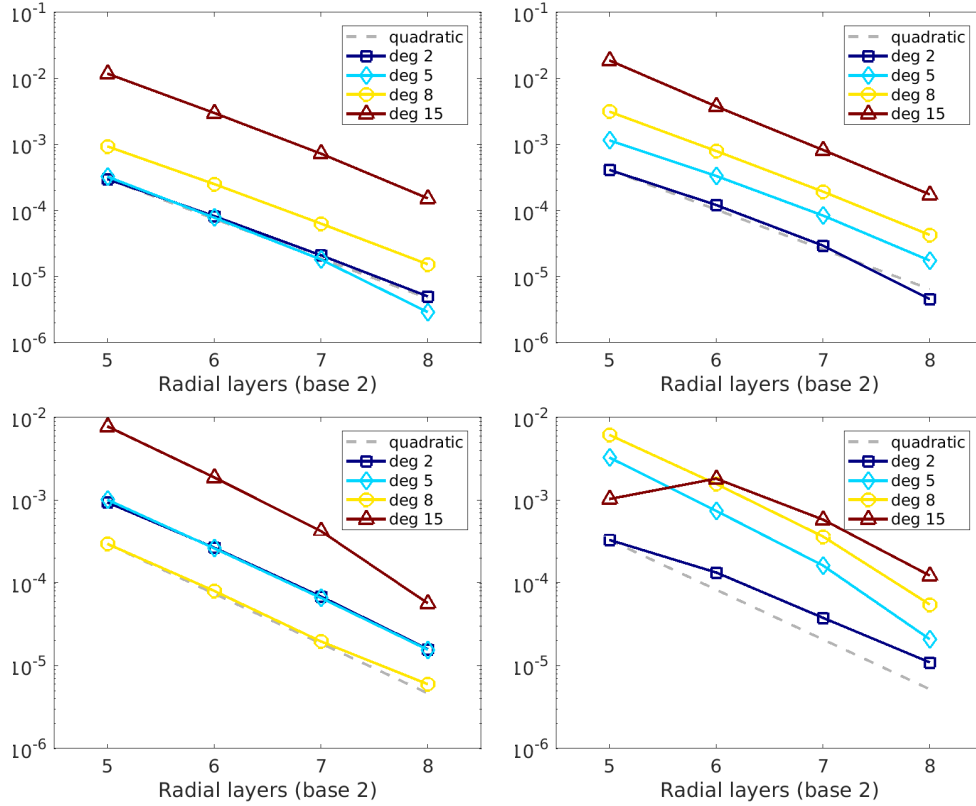 10^-1
10^-2
10^-3
10^-4
10^-5
10^-6
5 6 7 8
Radial layers (base 2)
quadratic
deg 2
deg 5
deg 8
deg 15
10^-1
10^-2
10^-3
10^-4
10^-5
10^-6
5 6 7 8
Radial layers (base 2)
quadratic
deg 2
deg 5
deg 8
deg 15
10^-2
10^-3
10^-4
10^-5
10^-6
5 6 7 8
Radial layers (base 2)
quadratic
deg 2
deg 5
deg 8
deg 15
10^-2
10^-3
10^-4
10^-5
10^-6
5 6 7 8
Radial layers (base 2)
quadratic
deg 2
deg 5
deg 8
deg 15